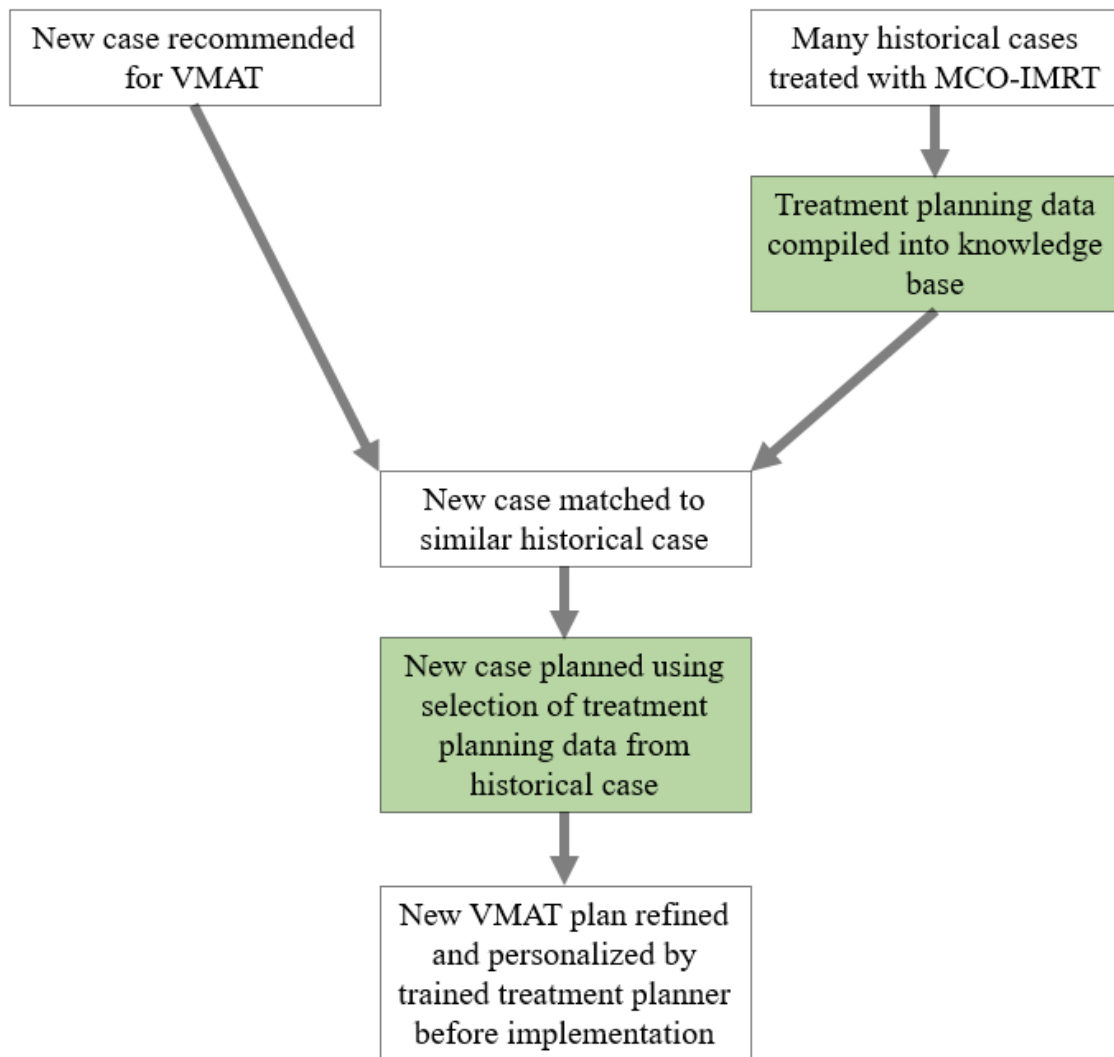 New case recommended
for VMAT
Many historical cases
treated with MCO-IMRT
Treatment planning data
compiled into knowledge
base
New case matched to
similar historical case
New case planned using
selection of treatment
planning data from
historical case
New VMAT plan refined
and personalized by
trained treatment planner
before implementation